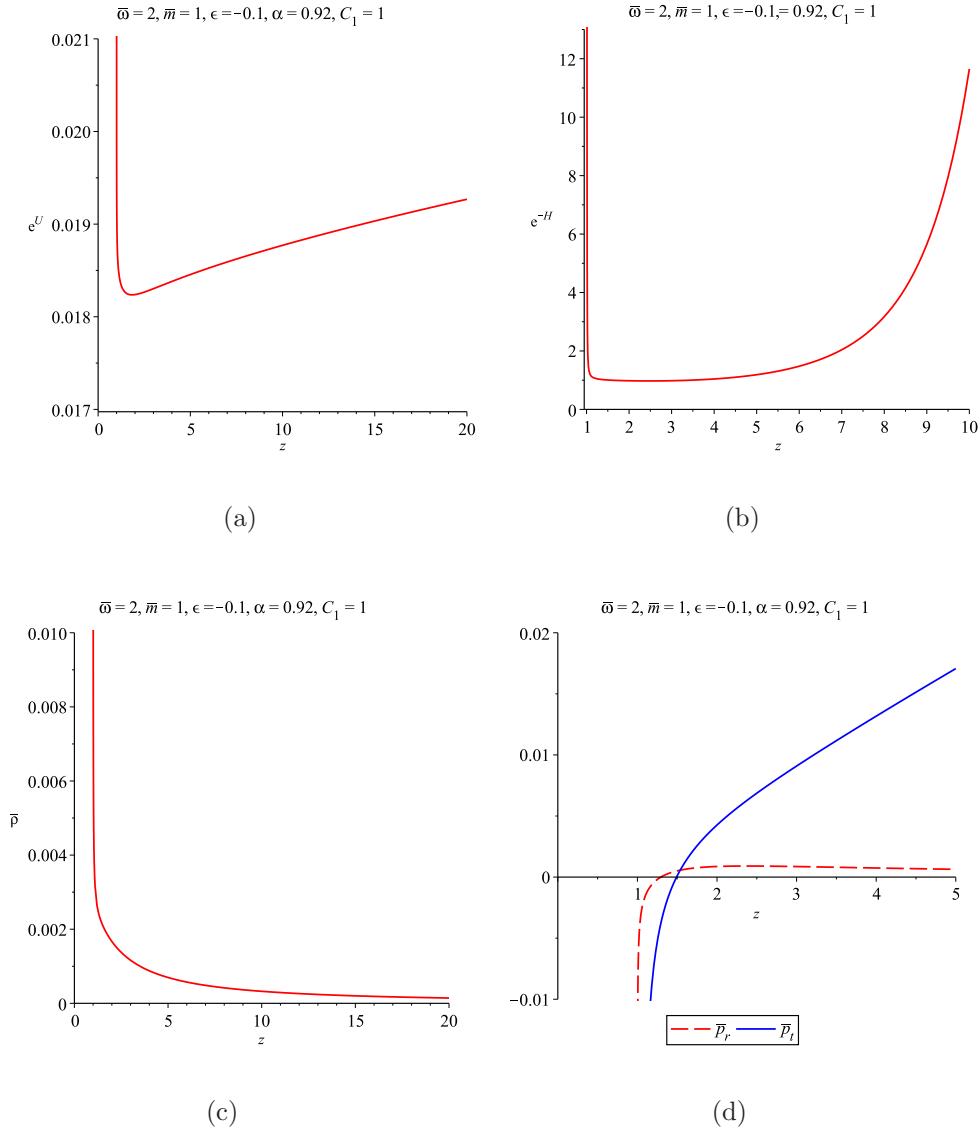 ω̅ = 2, m̅ = 1, ϵ = −0.1, α = 0.92, C₁ = 1
0.021
0.020
e^U 0.019
0.018
0.017
0 5 10 15 20
z
(a)
ω̅ = 2, m̅ = 1, ϵ = −0.1,= 0.92, C₁ = 1
12
10
8
e^−H
6
4
2
0
1 2 3 4 5 6 7 8 9 10
z
(b)
ω̅ = 2, m̅ = 1, ϵ = −0.1, α = 0.92, C₁ = 1
0.010
0.008
0.006
ρ̅
0.004
0.002
0
0 5 10 15 20
z
(c)
ω̅ = 2, m̅ = 1, ϵ = −0.1, α = 0.92, C₁ = 1
0.02
0.01
0
1 2 3 4 5
z
−0.01
p̅_r p̅_t
(d)